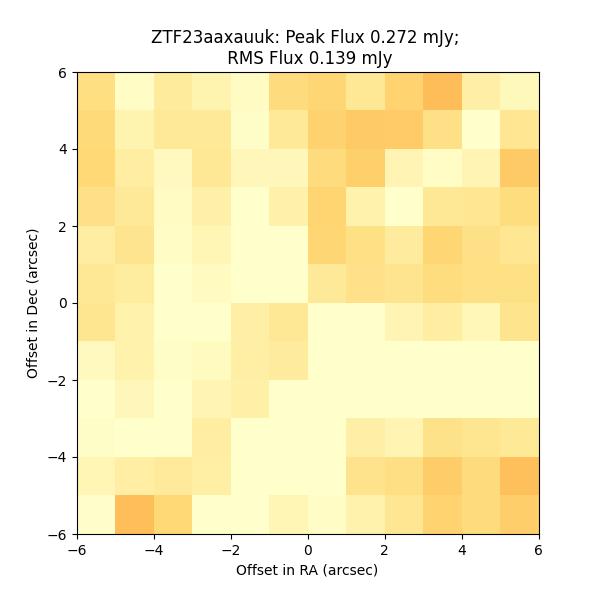 ZTF23aaxauuk: Peak Flux 0.272 mJy;
RMS Flux 0.139 mJy
6
4
2
0
−2
−4
−6
Offset in Dec (arcsec)
−6 −4 −2 0 2 4 6
Offset in RA (arcsec)